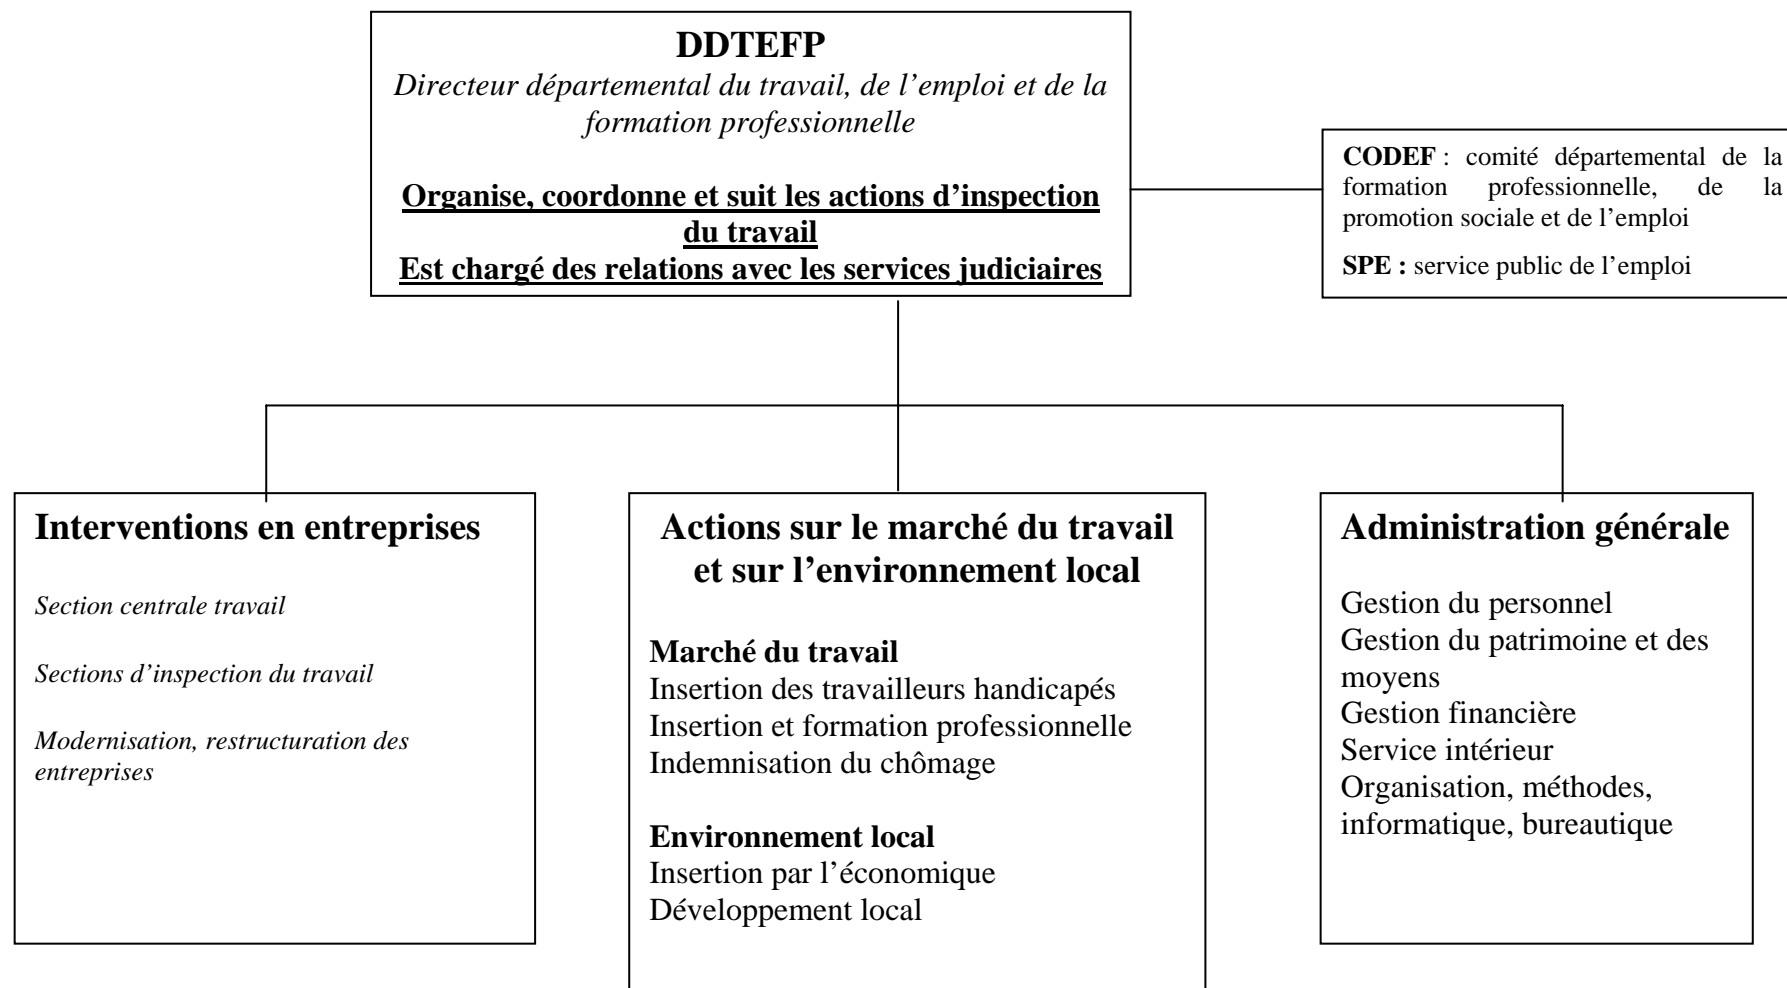 DDTEFP
Directeur départemental du travail, de l’emploi et de la
formation professionnelle
Organise, coordonne et suit les actions d’inspection
du travail
Est chargé des relations avec les services judiciaires
CODEF : comité départemental de la
formation professionnelle, de la
promotion sociale et de l’emploi
SPE : service public de l’emploi
Interventions en entreprises
Section centrale travail
Sections d’inspection du travail
Modernisation, restructuration des
entreprises
Actions sur le marché du travail
et sur l’environnement local
Marché du travail
Insertion des travailleurs handicapés
Insertion et formation professionnelle
Indemnisation du chômage
Environnement local
Insertion par l’économique
Développement local
Administration générale
Gestion du personnel
Gestion du patrimoine et des
moyens
Gestion financière
Service intérieur
Organisation, méthodes,
informatique, bureautique